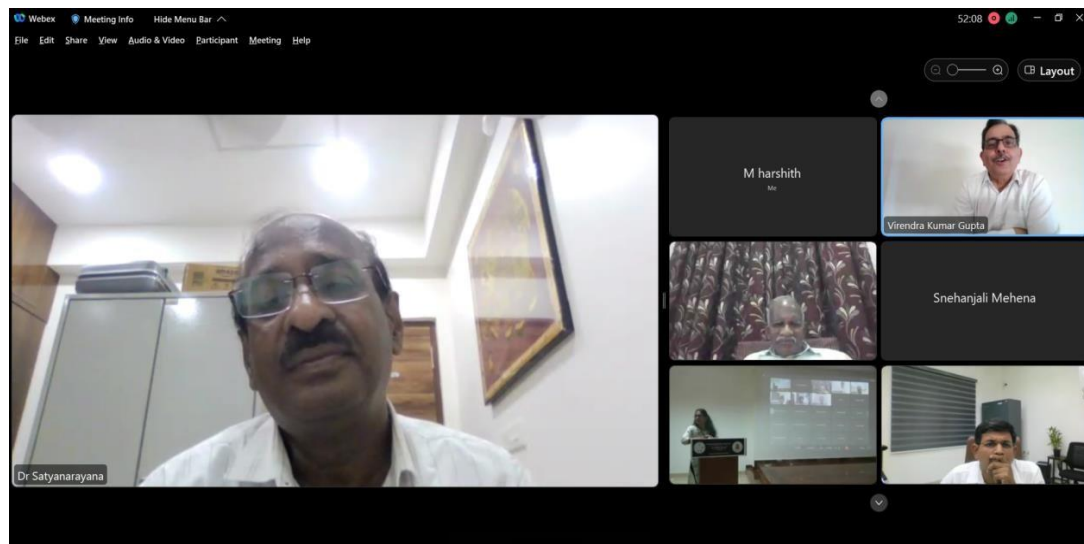 Webex Meeting Info Hide Menu Bar
52:08
File Edit Share View Audio & Video Participant Meeting Help
Layout
M harshith
Me
Virendra Kumar Gupta
Snehanjali Mehena
Dr Satyanarayana